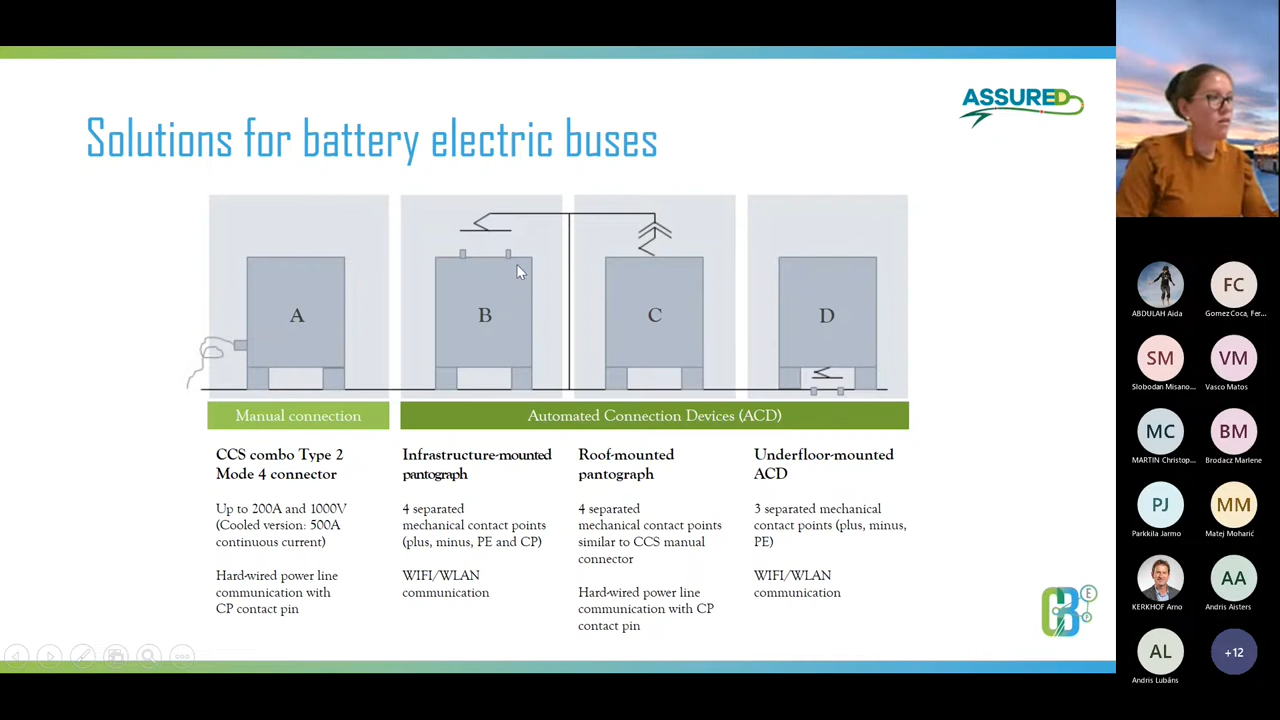 ASSURED
Solutions for battery electric buses
A
B
C
D
Manual connection
Automated Connection Devices (ACD)
CCS combo Type 2
Mode 4 connector
Up to 200A and 1000V
(Cooled version: 500A
continuous current)
Hard-wired power line
communication with
CP contact pin
Infrastructure-mounted
pantograph
4 separated
mechanical contact points
(plus, minus, PE and CP)
WIFI/WLAN
communication
Roof-mounted
pantograph
4 separated
mechanical contact points
similar to CCS manual
connector
Hard-wired power line
communication with CP
contact pin
Underfloor-mounted
ACD
3 separated mechanical
contact points (plus, minus,
PE)
WIFI/WLAN
communication
CB
E
ABDULAH Aida
FC
Gomez Coca, Fer...
SM
Slobodan Misano...
VM
Vasco Matos
MC
MARTIN Christop...
BM
Brodacz Marlene
PJ
Parkkila Jarmo
MM
Matej Moharić
KERKHOF Arno
AA
Andris Aisters
AL
Andris Lubāns
+12